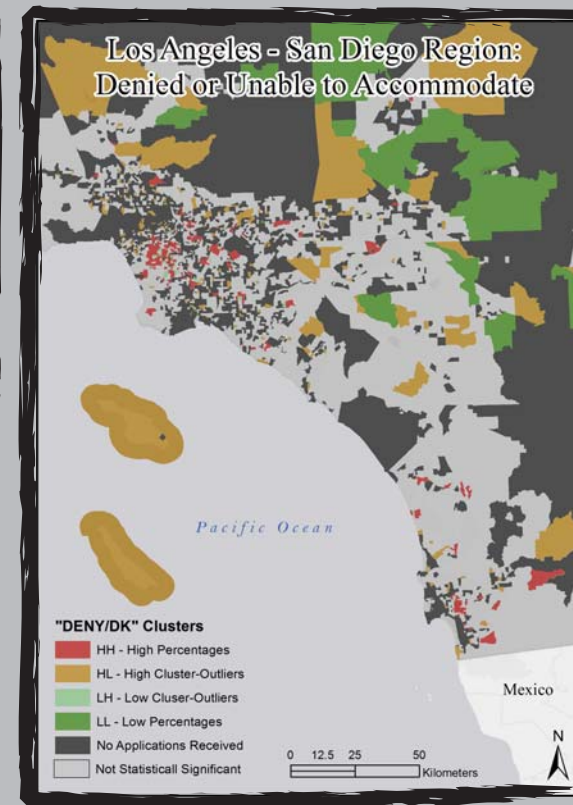 Los Angeles - San Diego Region:
Denied or Unable to Accommodate
Pacific Ocean
"DENY/DK" Clusters
HH - High Percentages
HL - High Cluster-Outliers
LH - Low Cluser-Outliers
LL - Low Percentages
No Applications Received
Not Statisticall Significant
0 12.5 25 50
Kilometers
Mexico
N